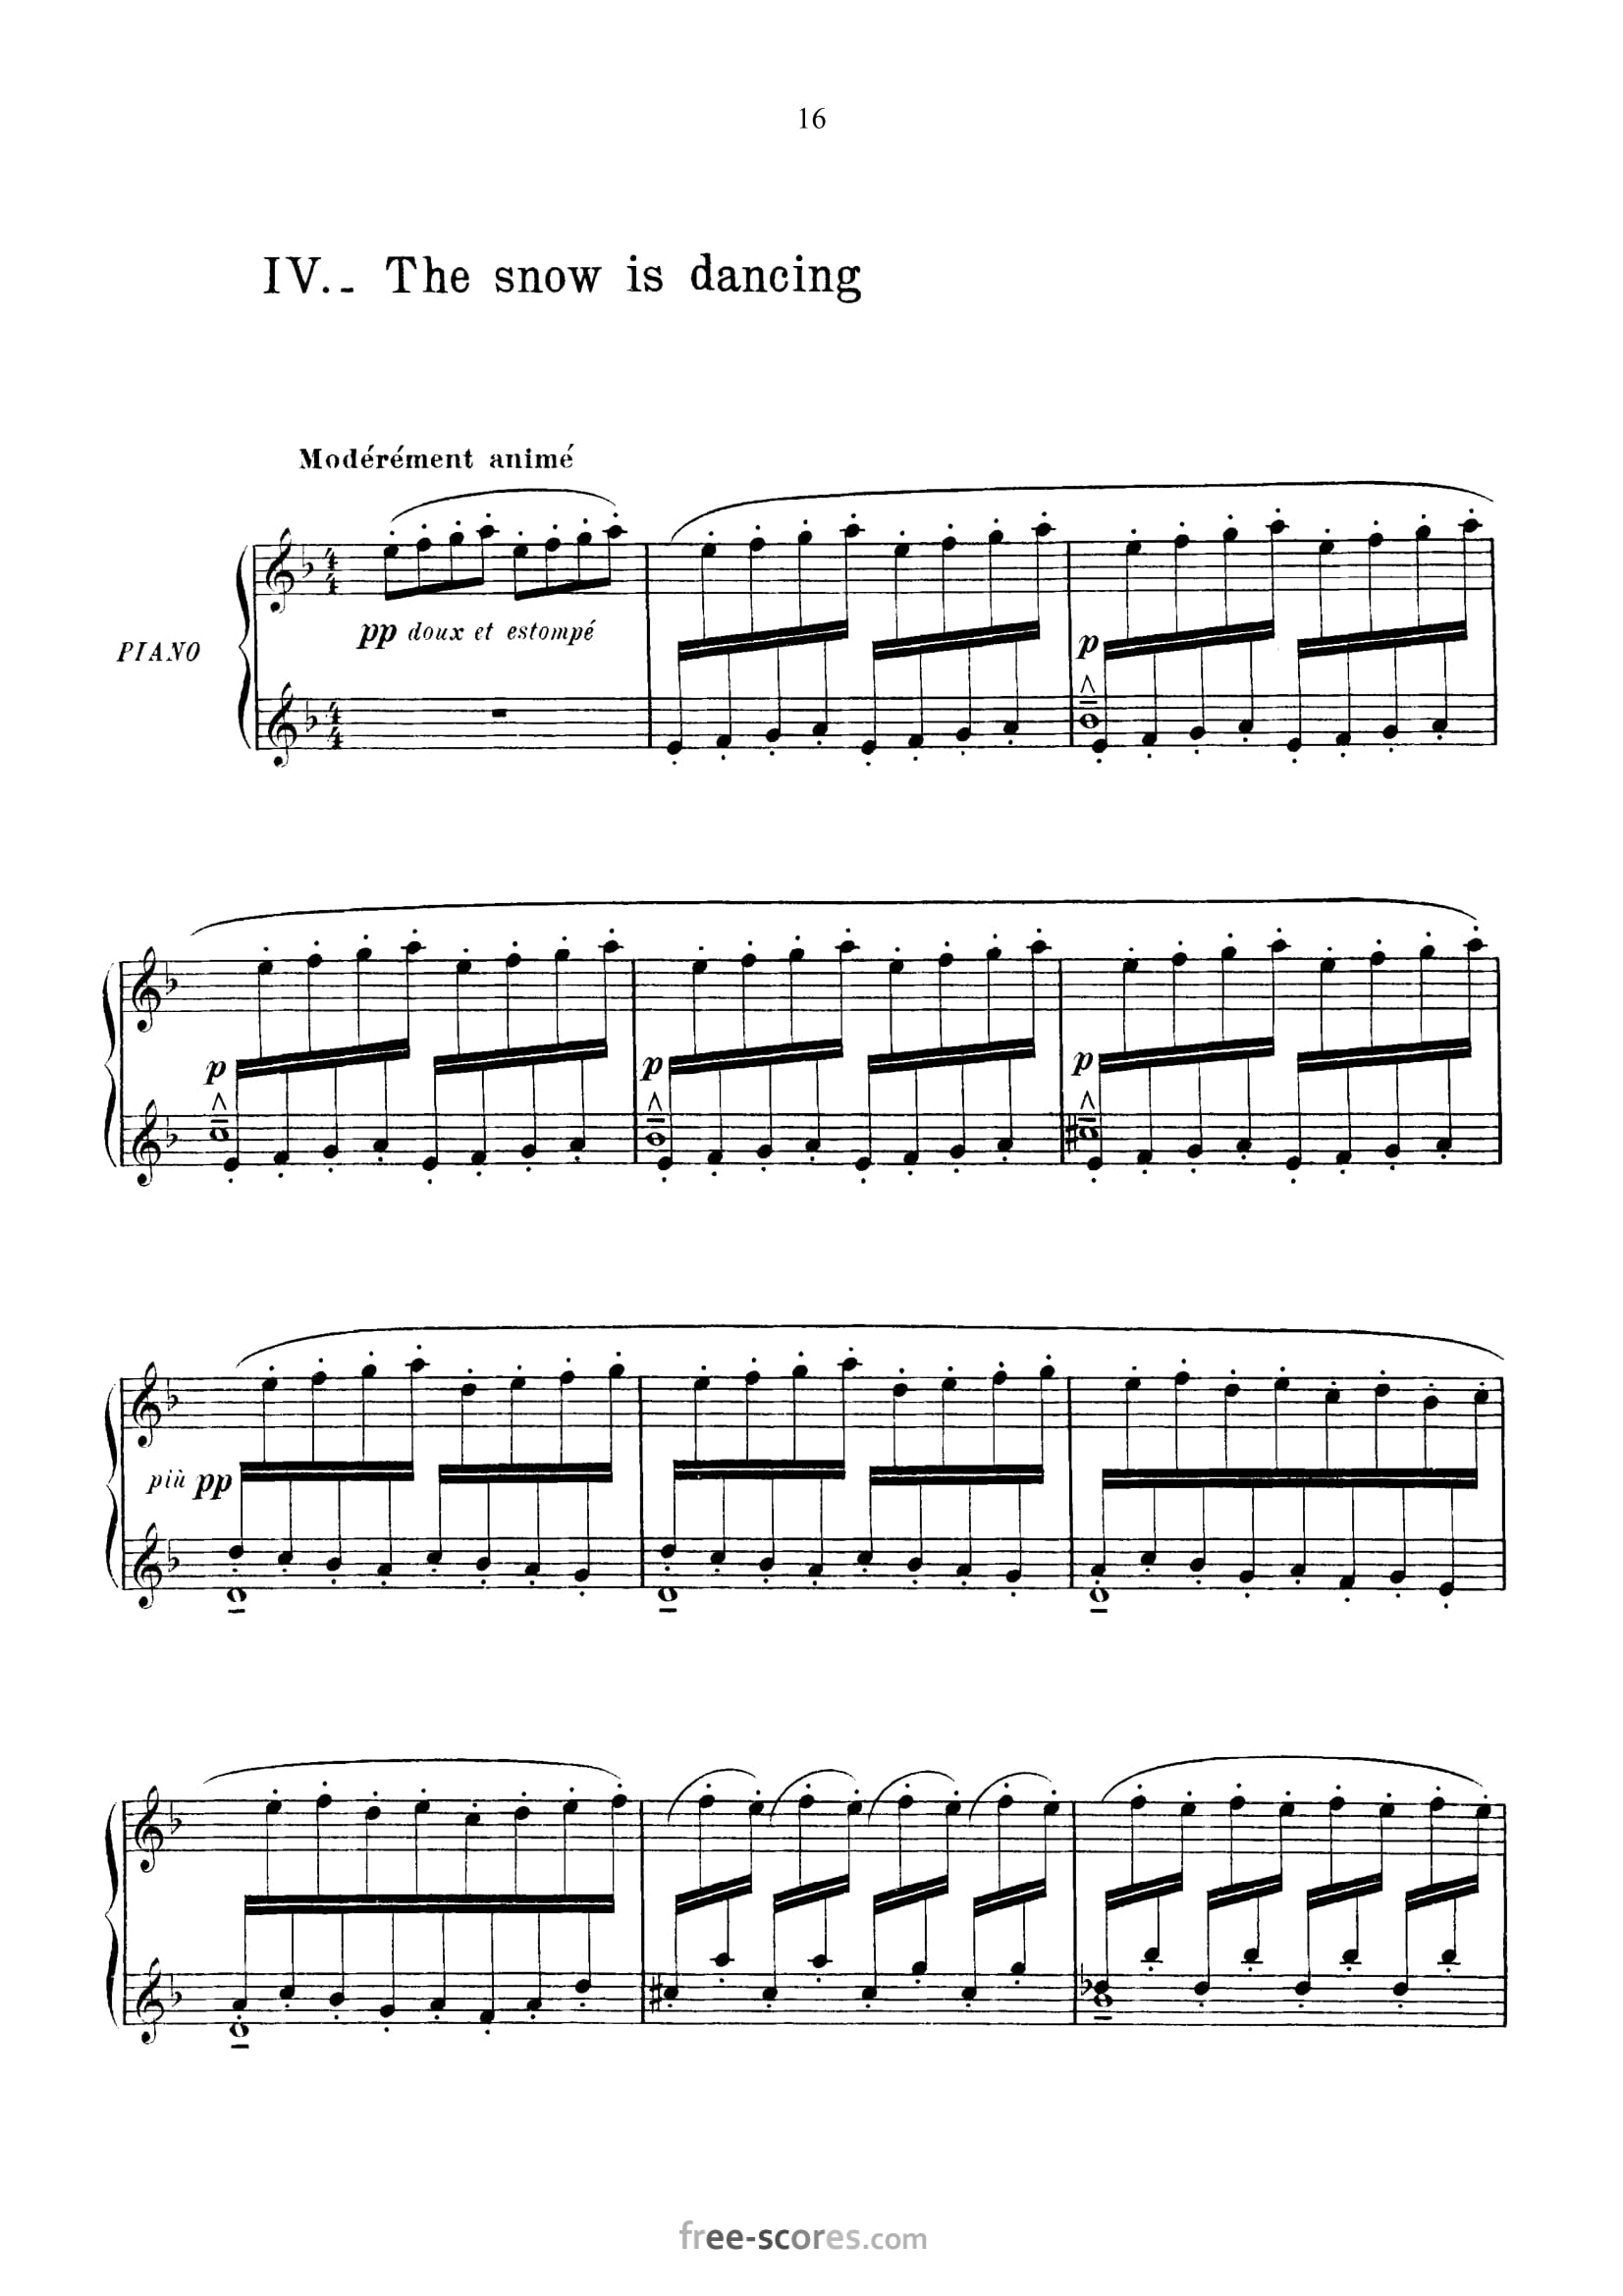 16
IV.- The snow is dancing
Modérément animé
pp doux et estompé
PIANO
p
p p p
più pp
free-scores.com